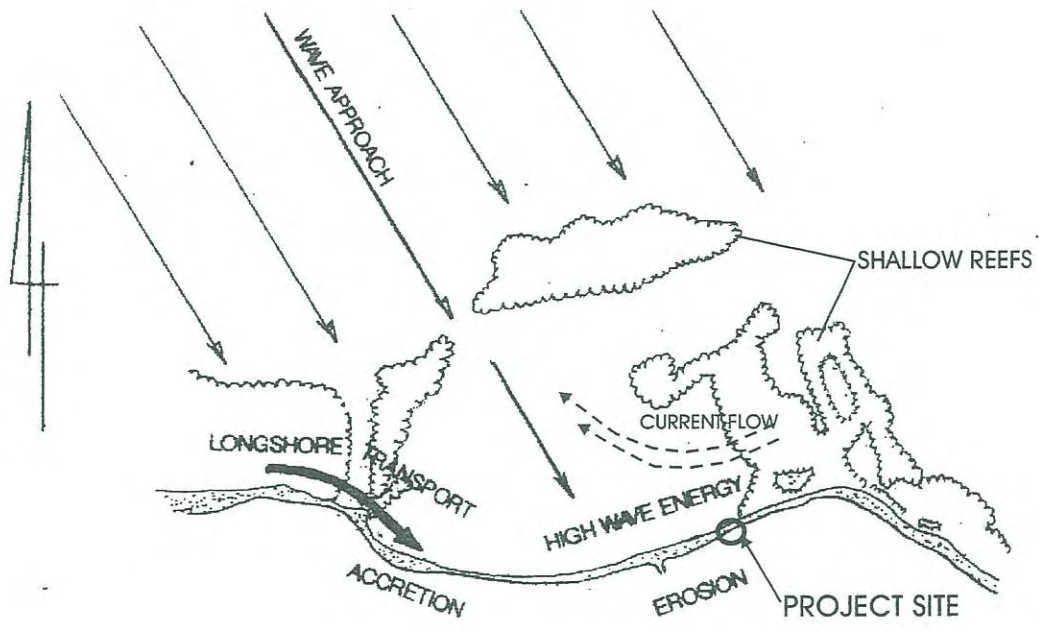 WAVE APPROACH
SHALLOW REEFS
CURRENT FLOW
LONGSHORE TRANSPORT
HIGH WAVE ENERGY
ACCRETION
EROSION
PROJECT SITE